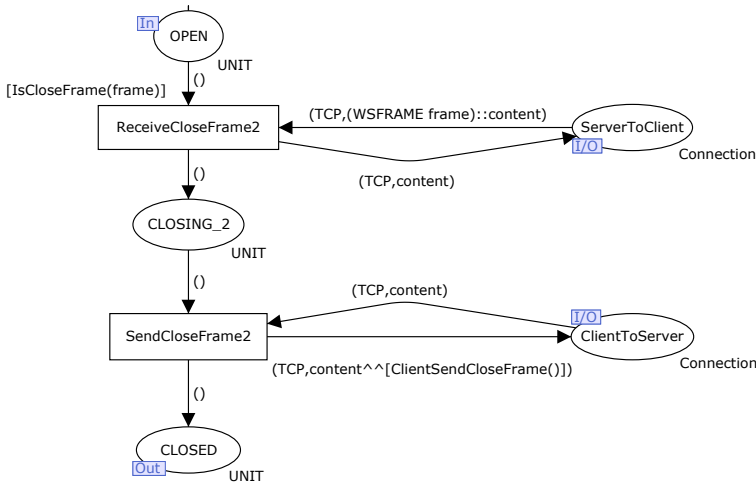 In
OPEN
UNIT
()
[IsCloseFrame(frame)]
(TCP,(WSFRAME frame)::content)
ReceiveCloseFrame2
ServerToClient
I/O
Connection
(TCP,content)
()
CLOSING_2
UNIT
()
(TCP,content)
I/O
SendCloseFrame2
ClientToServer
Connection
(TCP,content^^[ClientSendCloseFrame()])
()
CLOSED
Out
UNIT